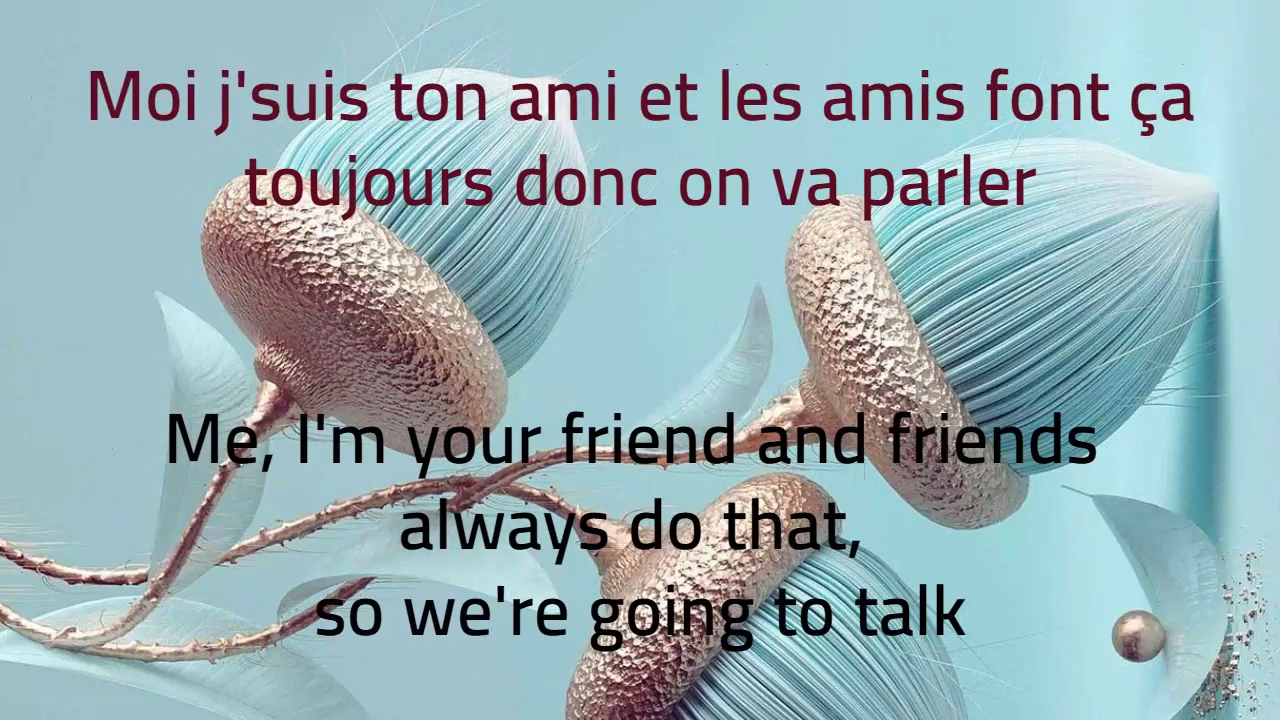 Moi j'suis ton ami et les amis font ça
toujours donc on va parler
Me, I'm your friend and friends
always do that,
so we're going to talk